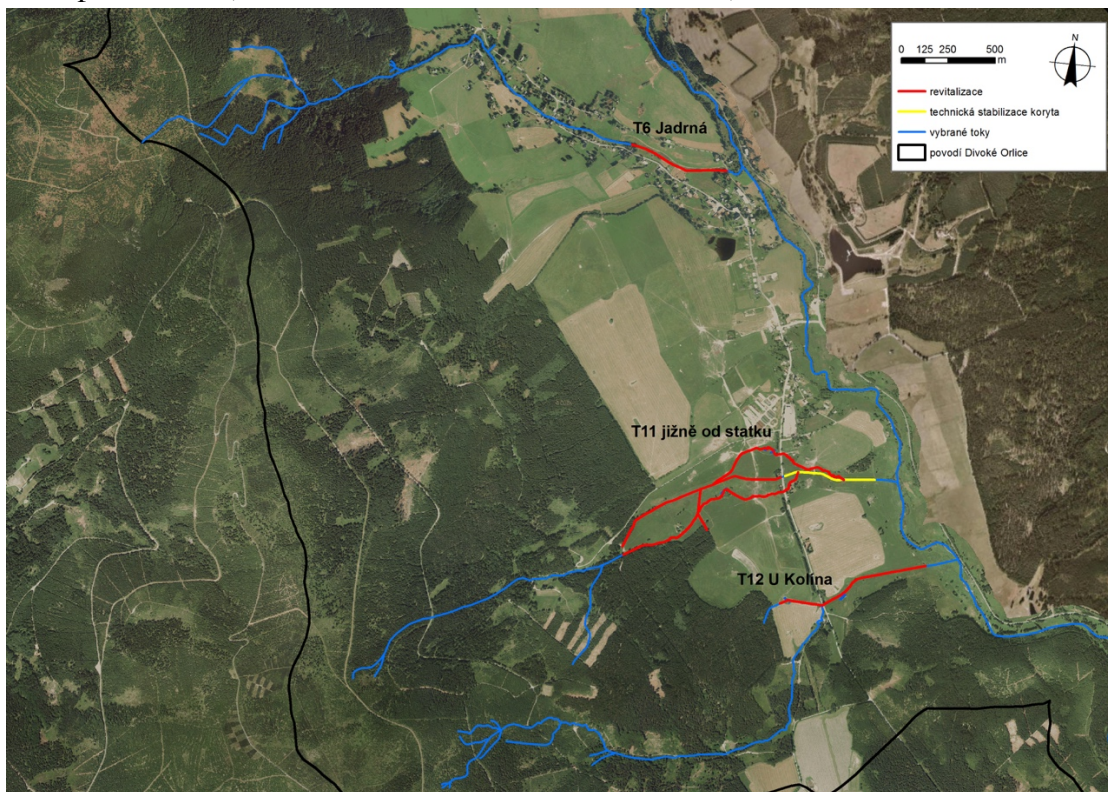 0 125 250 500
m
N
revitalizace
technická stabilizace koryta
vybrané toky
povodí Divoké Orlice
T6 Jadrná
T11 jižně od statku
T12 U Kolína